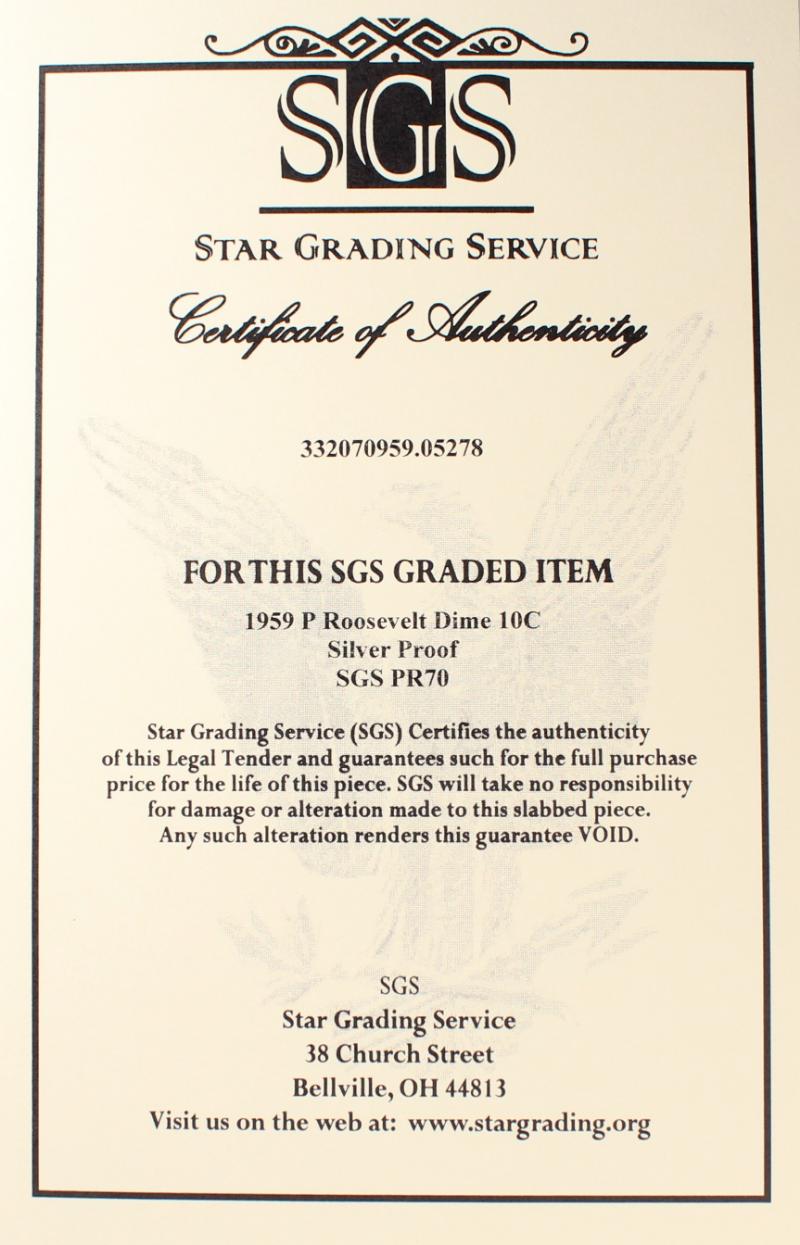 SGS
STAR GRADING SERVICE
Certificate of Authenticity
332070959.05278
FOR THIS SGS GRADED ITEM
1959 P Roosevelt Dime 10C
Silver Proof
SGS PR70
Star Grading Service (SGS) Certifies the authenticity
of this Legal Tender and guarantees such for the full purchase
price for the life of this piece. SGS will take no responsibility
for damage or alteration made to this slabbed piece.
Any such alteration renders this guarantee VOID.
SGS
Star Grading Service
38 Church Street
Bellville, OH 44813
Visit us on the web at: www.stargrading.org